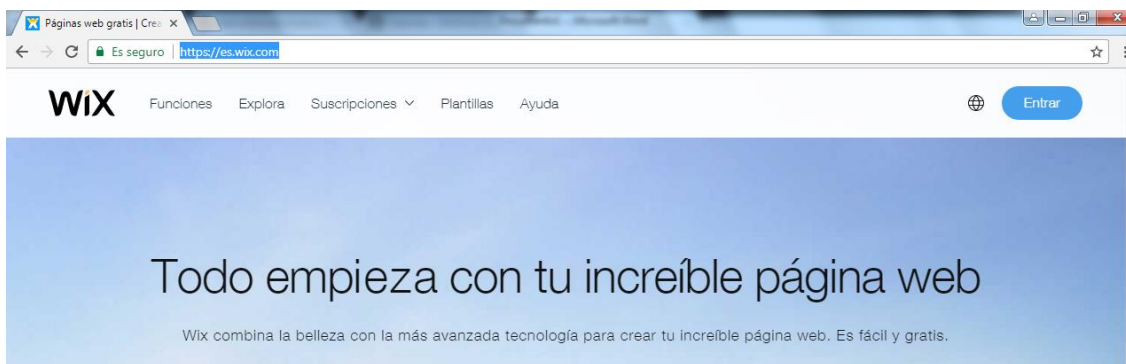 Páginas web gratis | Crea
Es seguro | https://es.wix.com
WiX Funciones Explora Suscripciones Plantillas Ayuda Entrar
Todo empieza con tu increíble página web
Wix combina la belleza con la más avanzada tecnología para crear tu increíble página web. Es fácil y gratis.